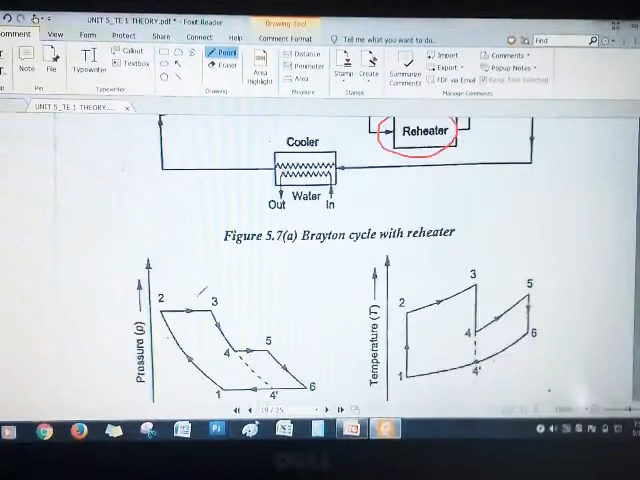 UNIT 5_TE 1 THEORY.pdf * - Foxit Reader
Drawing Tool
Comment View Form Protect Share Connect Help Comment Format Tell me what you want to do... Find
Note File Typewriter Callout Textbox Pencil Eraser Area Highlight Distance Perimeter Area Stamp Create Summarize Comments Import Export FDF via Email Comments Popup Notes Keep Tool Selected
Pin Typewriter Drawing Measure Stamps Manage Comments
UNIT 5_TE 1 THEORY....
Reheater
Cooler
Water
Out In
Figure 5.7(a) Brayton cycle with reheater
Pressure (p)
2 3
4 5
1 4' 6
Temperature (T)
3
5
2
4 6
1 4'
19 / 25
DELL